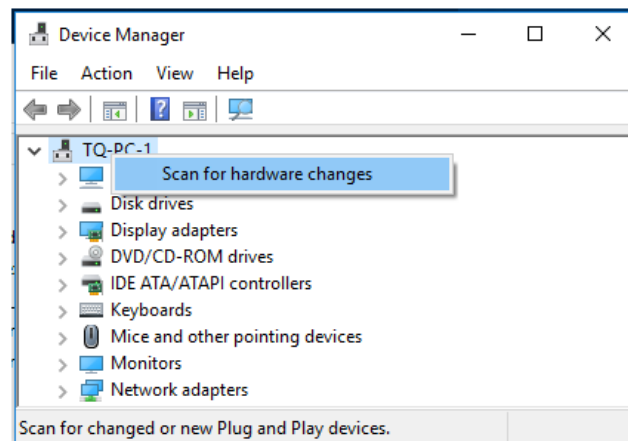 Device Manager
File Action View Help
TQ-PC-1
Scan for hardware changes
Disk drives
Display adapters
DVD/CD-ROM drives
IDE ATA/ATAPI controllers
Keyboards
Mice and other pointing devices
Monitors
Network adapters
Scan for changed or new Plug and Play devices.